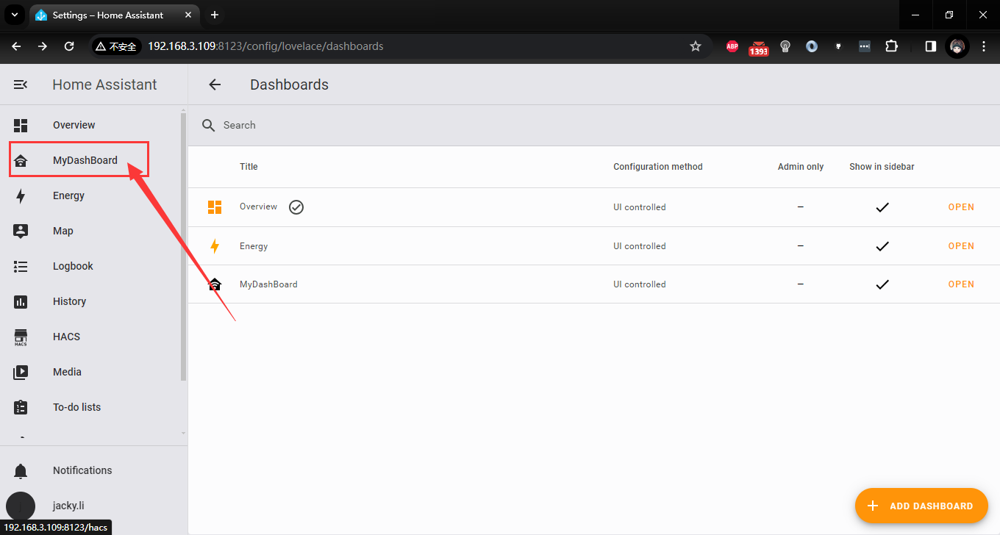 Settings – Home Assistant
不安全
192.168.3.109:8123/config/lovelace/dashboards
ABP
1393
Home Assistant
Dashboards
Overview
Search
MyDashBoard
Title
Configuration method
Admin only
Show in sidebar
Energy
Overview
UI controlled
–
OPEN
Map
Energy
UI controlled
–
OPEN
Logbook
MyDashBoard
UI controlled
–
OPEN
History
HACS
HACS
Media
To-do lists
Notifications
jacky.li
ADD DASHBOARD
192.168.3.109:8123/hacs